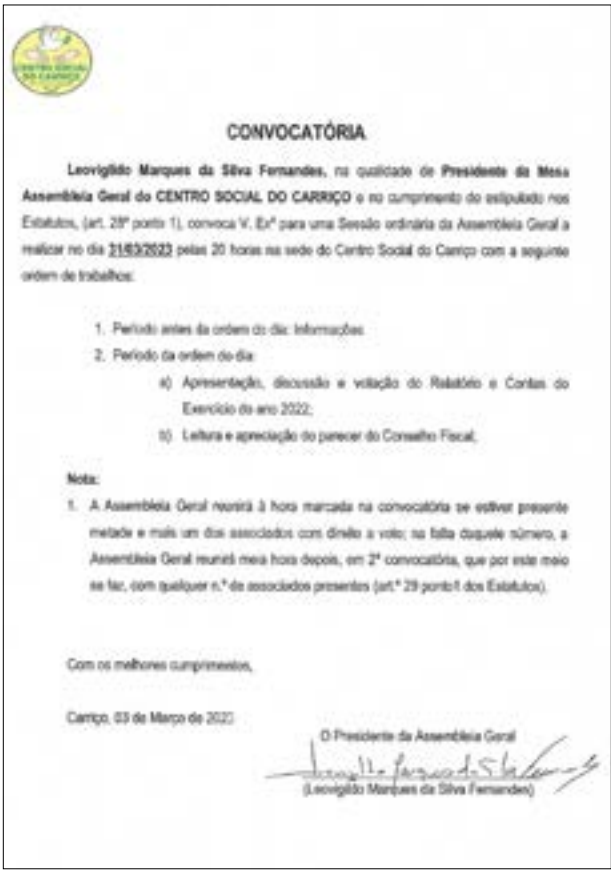 CENTRO SOCIAL
DO CARRIÇO
CONVOCATÓRIA
Leovigildo Marques da Silva Fernandes, na qualidade de Presidente da Mesa
Assembleia Geral do CENTRO SOCIAL DO CARRIÇO e no cumprimento do estipulado nos
Estatutos, (art. 28º ponto 1), convoca V. Exª para uma Sessão ordinária da Assembleia Geral a
realizar no dia 31/03/2023 pelas 20 horas na sede do Centro Social do Carriço com a seguinte
ordem de trabalhos:
1. Período antes da ordem do dia: Informações
2. Período da ordem do dia:
a) Apresentação, discussão e votação do Relatório e Contas do
Exercício do ano 2022;
b) Leitura e apreciação do parecer do Conselho Fiscal;
Nota:
1. A Assembleia Geral reunirá à hora marcada na convocatória se estiver presente
metade e mais um dos associados com direito a voto; na falta daquele número, a
Assembleia Geral reunirá meia hora depois, em 2ª convocatória, que por este meio
se faz, com qualquer n.º de associados presentes (art.º 29 ponto1 dos Estatutos).
Com os melhores cumprimentos,
Carriço, 03 de Março de 2023
O Presidente da Assembleia Geral
(Leovigildo Marques da Silva Fernandes)